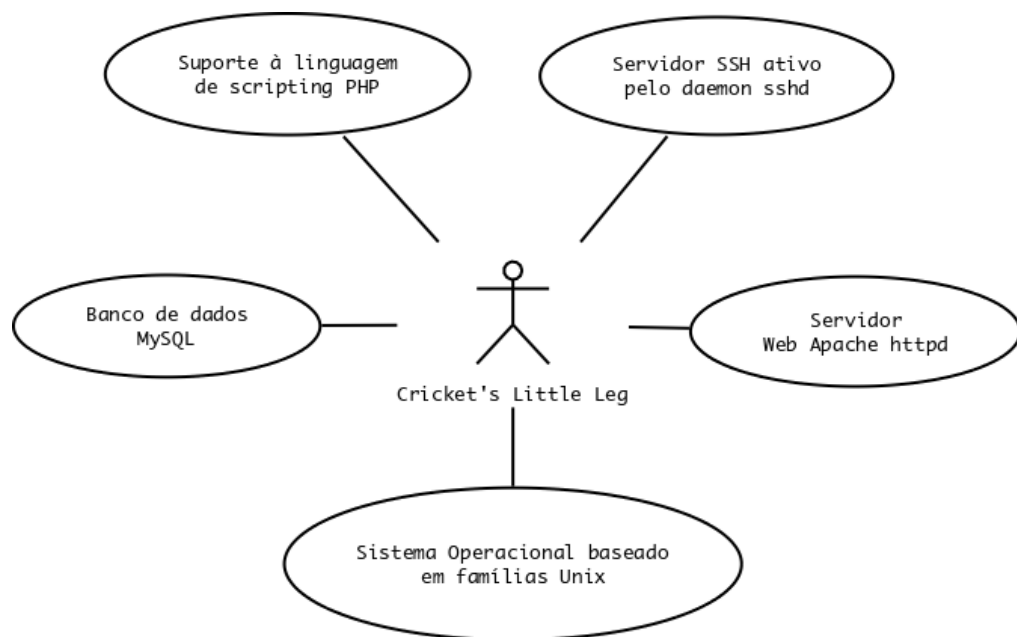 Suporte à linguagem
de scripting PHP
Servidor SSH ativo
pelo daemon sshd
Banco de dados
MySQL
Servidor
Web Apache httpd
Cricket's Little Leg
Sistema Operacional baseado
em famílias Unix